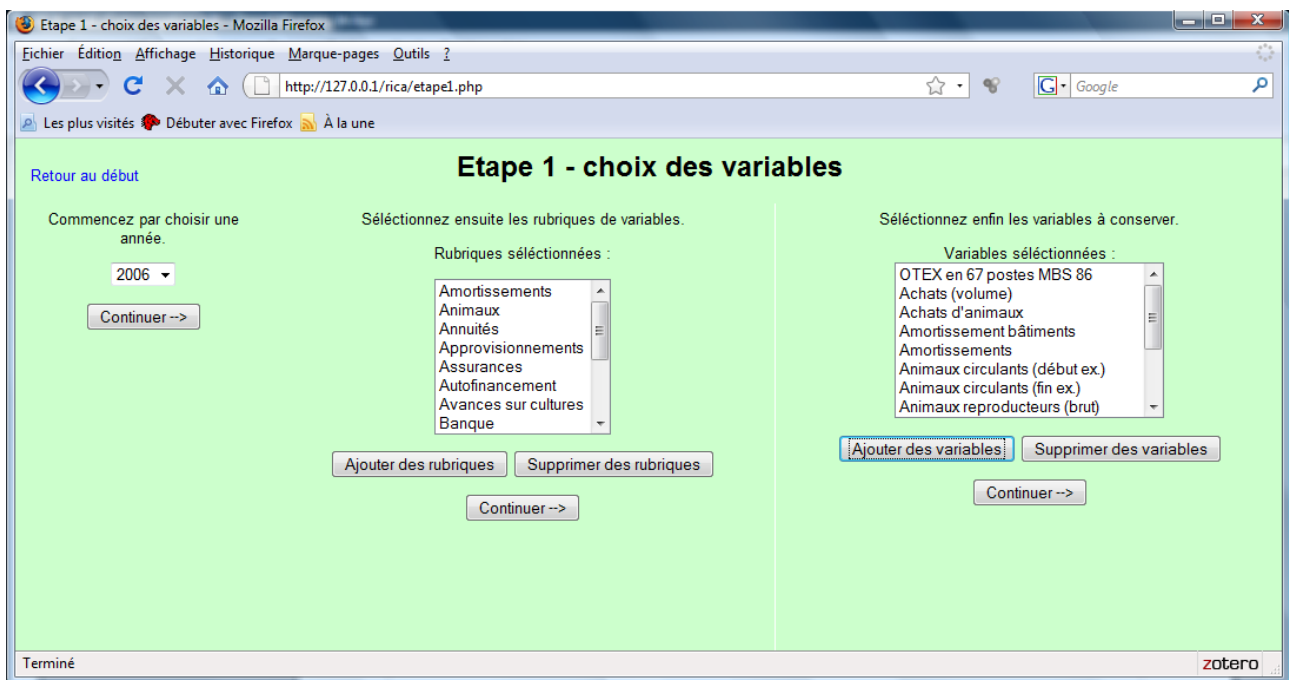 Etape 1 - choix des variables - Mozilla Firefox
Fichier Édition Affichage Historique Marque-pages Outils ?
http://127.0.0.1/rica/etape1.php
G Google
Les plus visités Débuter avec Firefox À la une
Retour au début
Etape 1 - choix des variables
Commencez par choisir une
année.
2006
Continuer -->
Séléctionnez ensuite les rubriques de variables.
Rubriques séléctionnées :
Amortissements
Animaux
Annuités
Approvisionnements
Assurances
Autofinancement
Avances sur cultures
Banque
Ajouter des rubriques Supprimer des rubriques
Continuer -->
Séléctionnez enfin les variables à conserver.
Variables séléctionnées :
OTEX en 67 postes MBS 86
Achats (volume)
Achats d'animaux
Amortissement bâtiments
Amortissements
Animaux circulants (début ex.)
Animaux circulants (fin ex.)
Animaux reproducteurs (brut)
Ajouter des variables Supprimer des variables
Continuer -->
Terminé
zotero